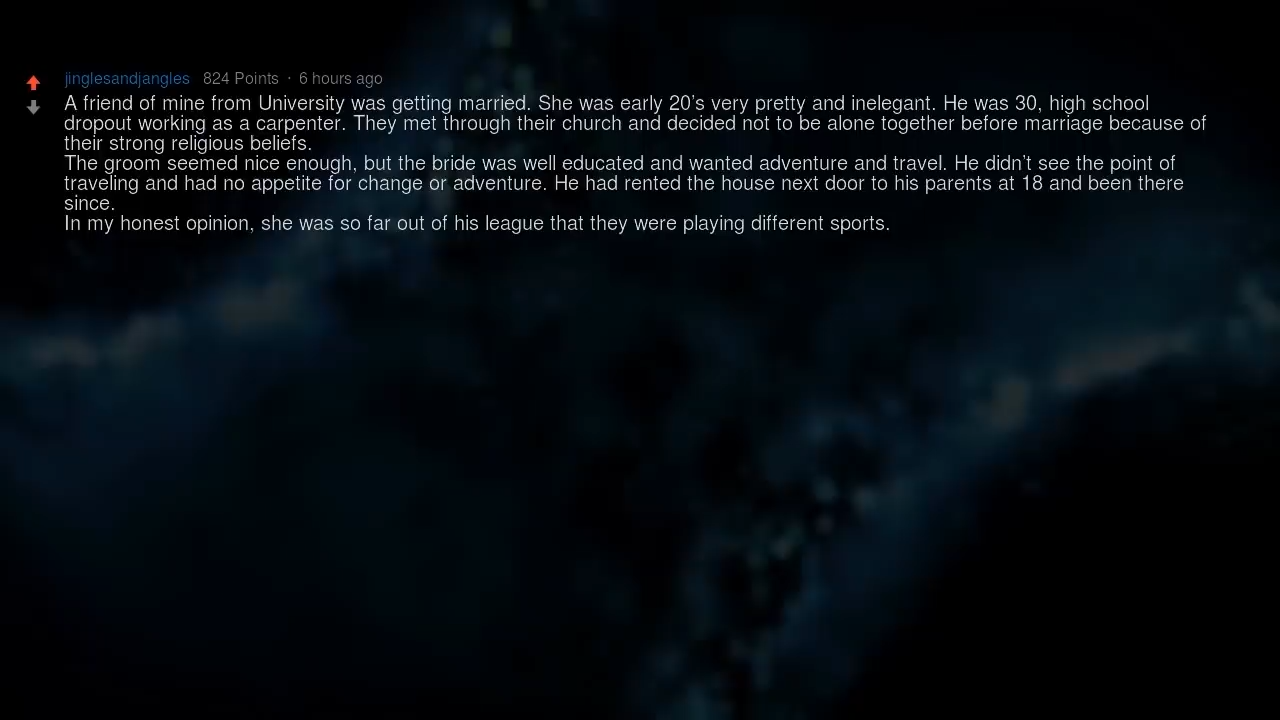 jinglesandjangles 824 Points · 6 hours ago
A friend of mine from University was getting married. She was early 20's very pretty and inelegant. He was 30, high school
dropout working as a carpenter. They met through their church and decided not to be alone together before marriage because of
their strong religious beliefs.
The groom seemed nice enough, but the bride was well educated and wanted adventure and travel. He didn't see the point of
traveling and had no appetite for change or adventure. He had rented the house next door to his parents at 18 and been there
since.
In my honest opinion, she was so far out of his league that they were playing different sports.